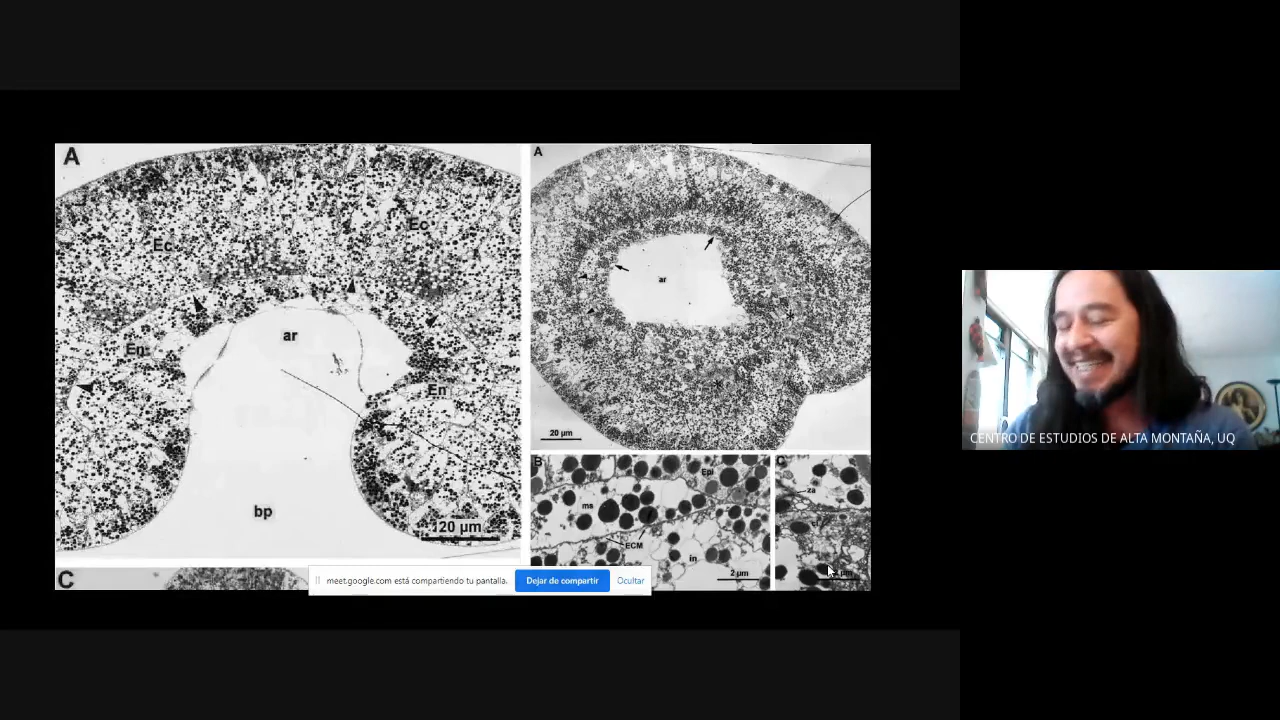 A
Ec
Ec
ar
En
En
bp
120 µm
C
A
ar
20 µm
B
Epi
ms
ECM
in
2 µm
C
za
meet.google.com está compartiendo tu pantalla.
Dejar de compartir
Ocultar
CENTRO DE ESTUDIOS DE ALTA MONTAÑA, UQ